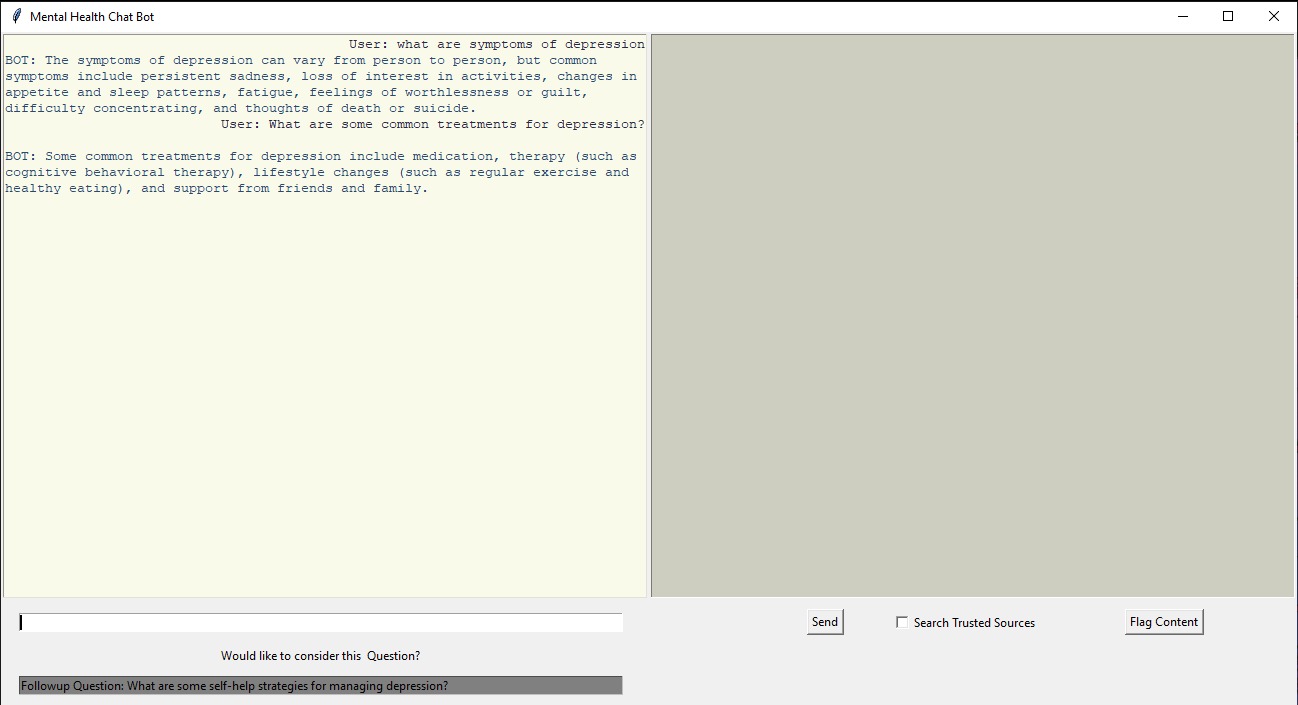 Mental Health Chat Bot
User: what are symptoms of depression
BOT: The symptoms of depression can vary from person to person, but common
symptoms include persistent sadness, loss of interest in activities, changes in
appetite and sleep patterns, fatigue, feelings of worthlessness or guilt,
difficulty concentrating, and thoughts of death or suicide.
User: What are some common treatments for depression?
BOT: Some common treatments for depression include medication, therapy (such as
cognitive behavioral therapy), lifestyle changes (such as regular exercise and
healthy eating), and support from friends and family.
Send
Search Trusted Sources
Flag Content
Would like to consider this  Question?
Followup Question: What are some self-help strategies for managing depression?